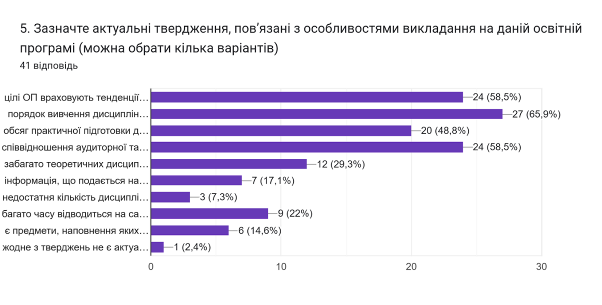 5. Зазначте актуальні твердження, пов’язані з особливостями викладання на даній освітній
програмі (можна обрати кілька варіантів)
41 відповідь
цілі ОП враховують тенденції…
24 (58,5%)
порядок вивчення дисциплін…
27 (65,9%)
обсяг практичної підготовки д…
20 (48,8%)
співвідношення аудиторної та…
24 (58,5%)
забагато теоретичних дисцип…
12 (29,3%)
інформація, що подається на…
7 (17,1%)
недостатня кількість дисциплі…
3 (7,3%)
багато часу відводиться на са…
9 (22%)
є предмети, наповнення яких…
6 (14,6%)
жодне з тверджень не є актуа…
1 (2,4%)
0
10
20
30